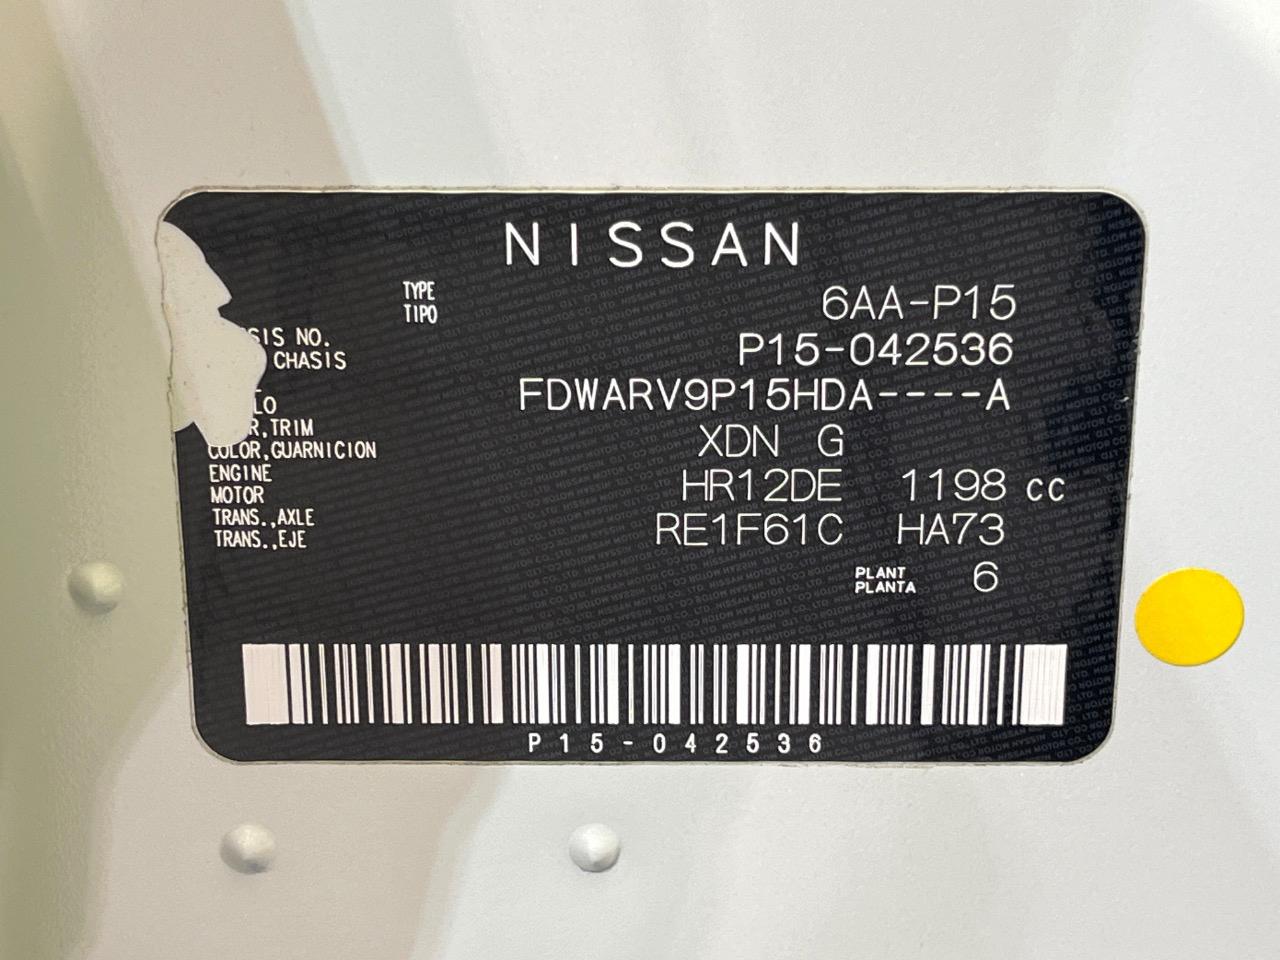 NISSAN
TYPE
TIPO 6AA-P15
SIS NO. P15-042536
CHASIS
LO FDWARV9P15HDA----A
R,TRIM XDN G
COLOR,GUARNICION
ENGINE HR12DE 1198 CC
MOTOR
TRANS.,AXLE RE1F61C HA73
TRANS.,EJE
PLANT 6
PLANTA
P15-042536